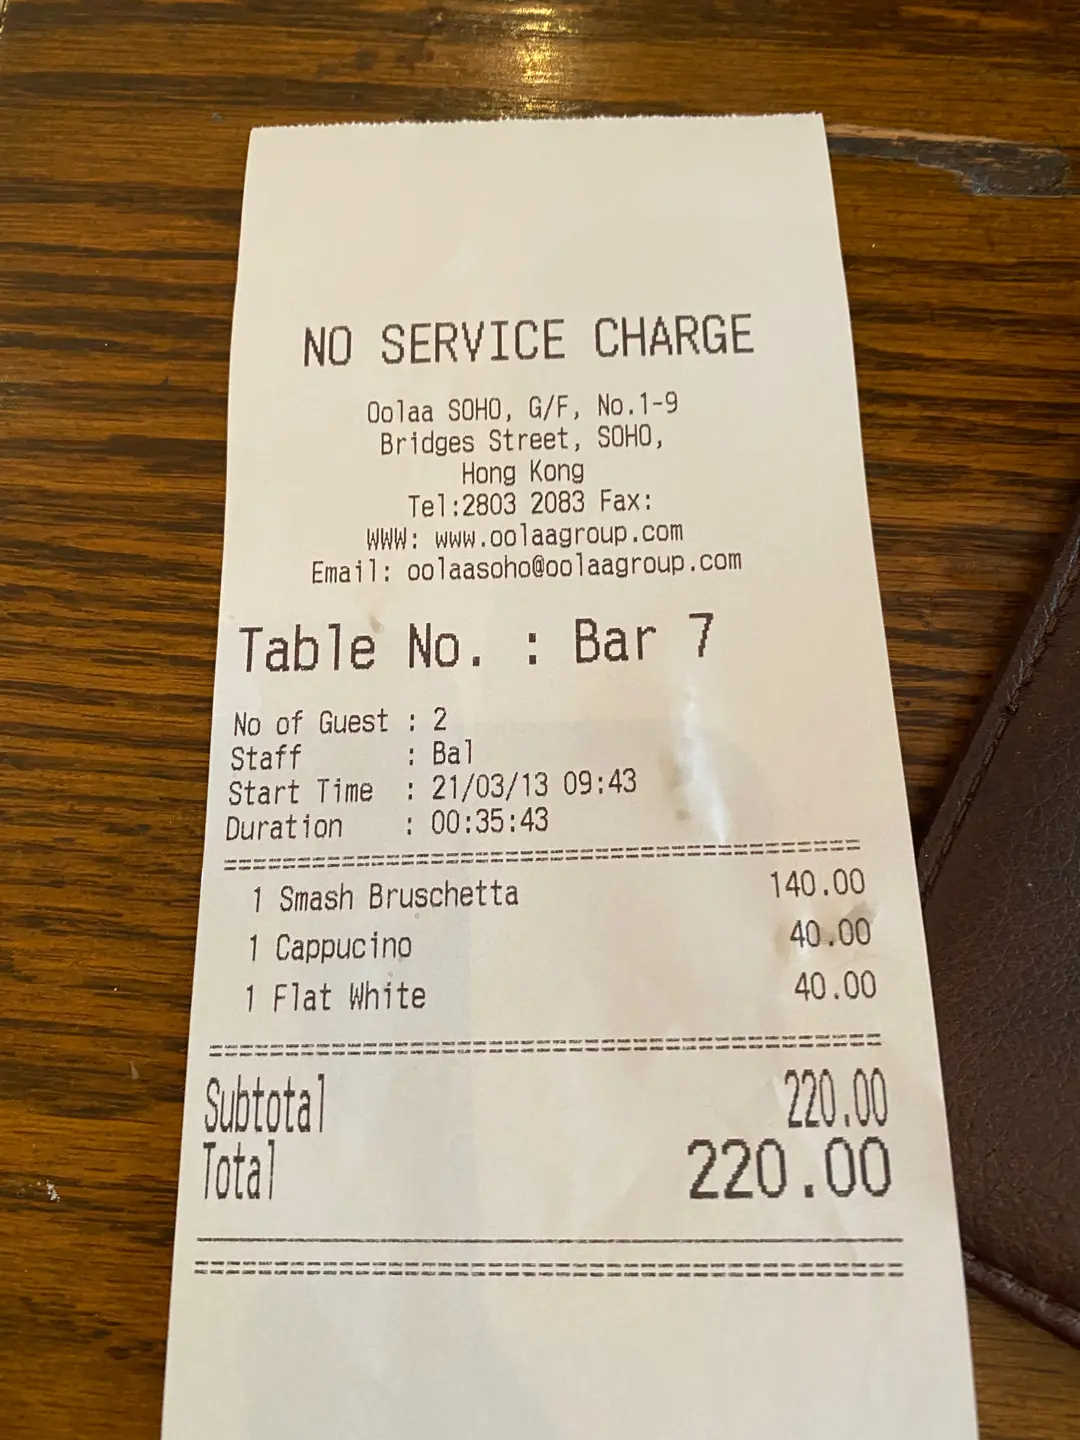 NO SERVICE CHARGE
Oolaa SOHO, G/F, No.1-9
Bridges Street, SOHO,
Hong Kong
Tel:2803 2083 Fax:
WWW: www.oolaagroup.com
Email: oolaasoho@oolaagroup.com
Table No. : Bar 7
No of Guest : 2
Staff : Bal
Start Time : 21/03/13 09:43
Duration : 00:35:43
1 Smash Bruschetta 140.00
1 Cappucino 40.00
1 Flat White 40.00
Subtotal 220.00
Total 220.00